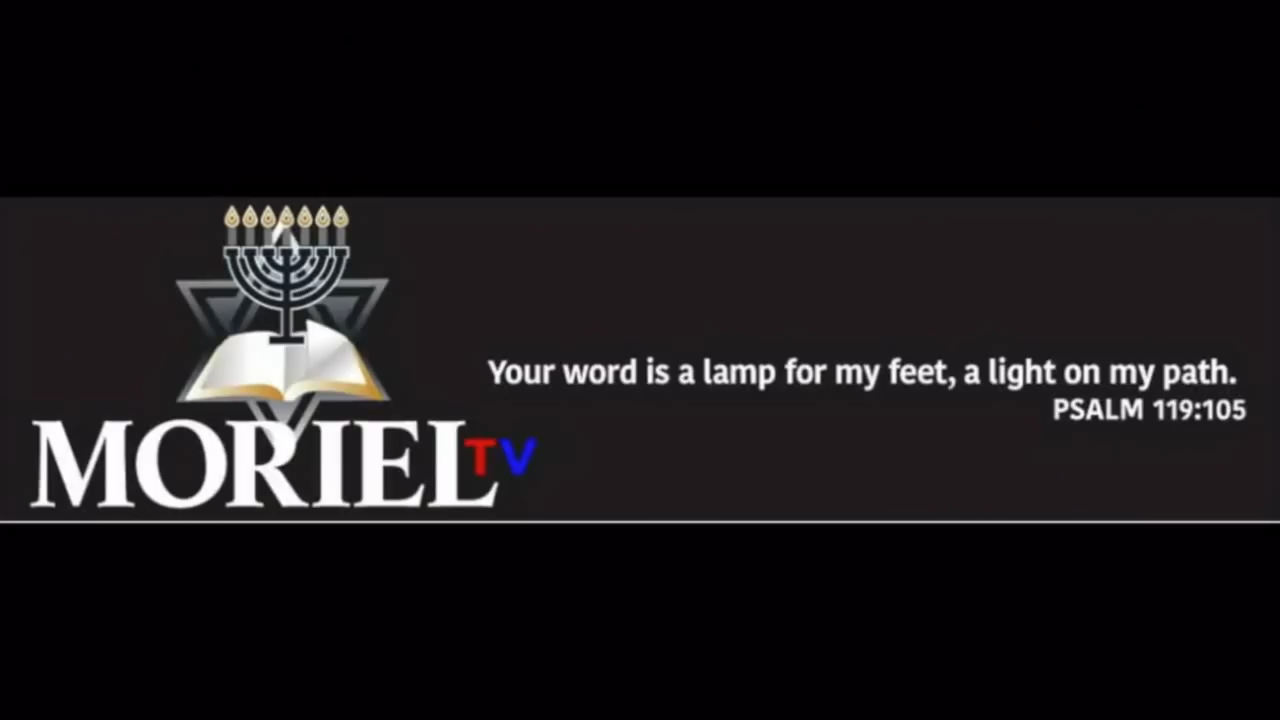 Your word is a lamp for my feet, a light on my path.
PSALM 119:105
MORIEL TV